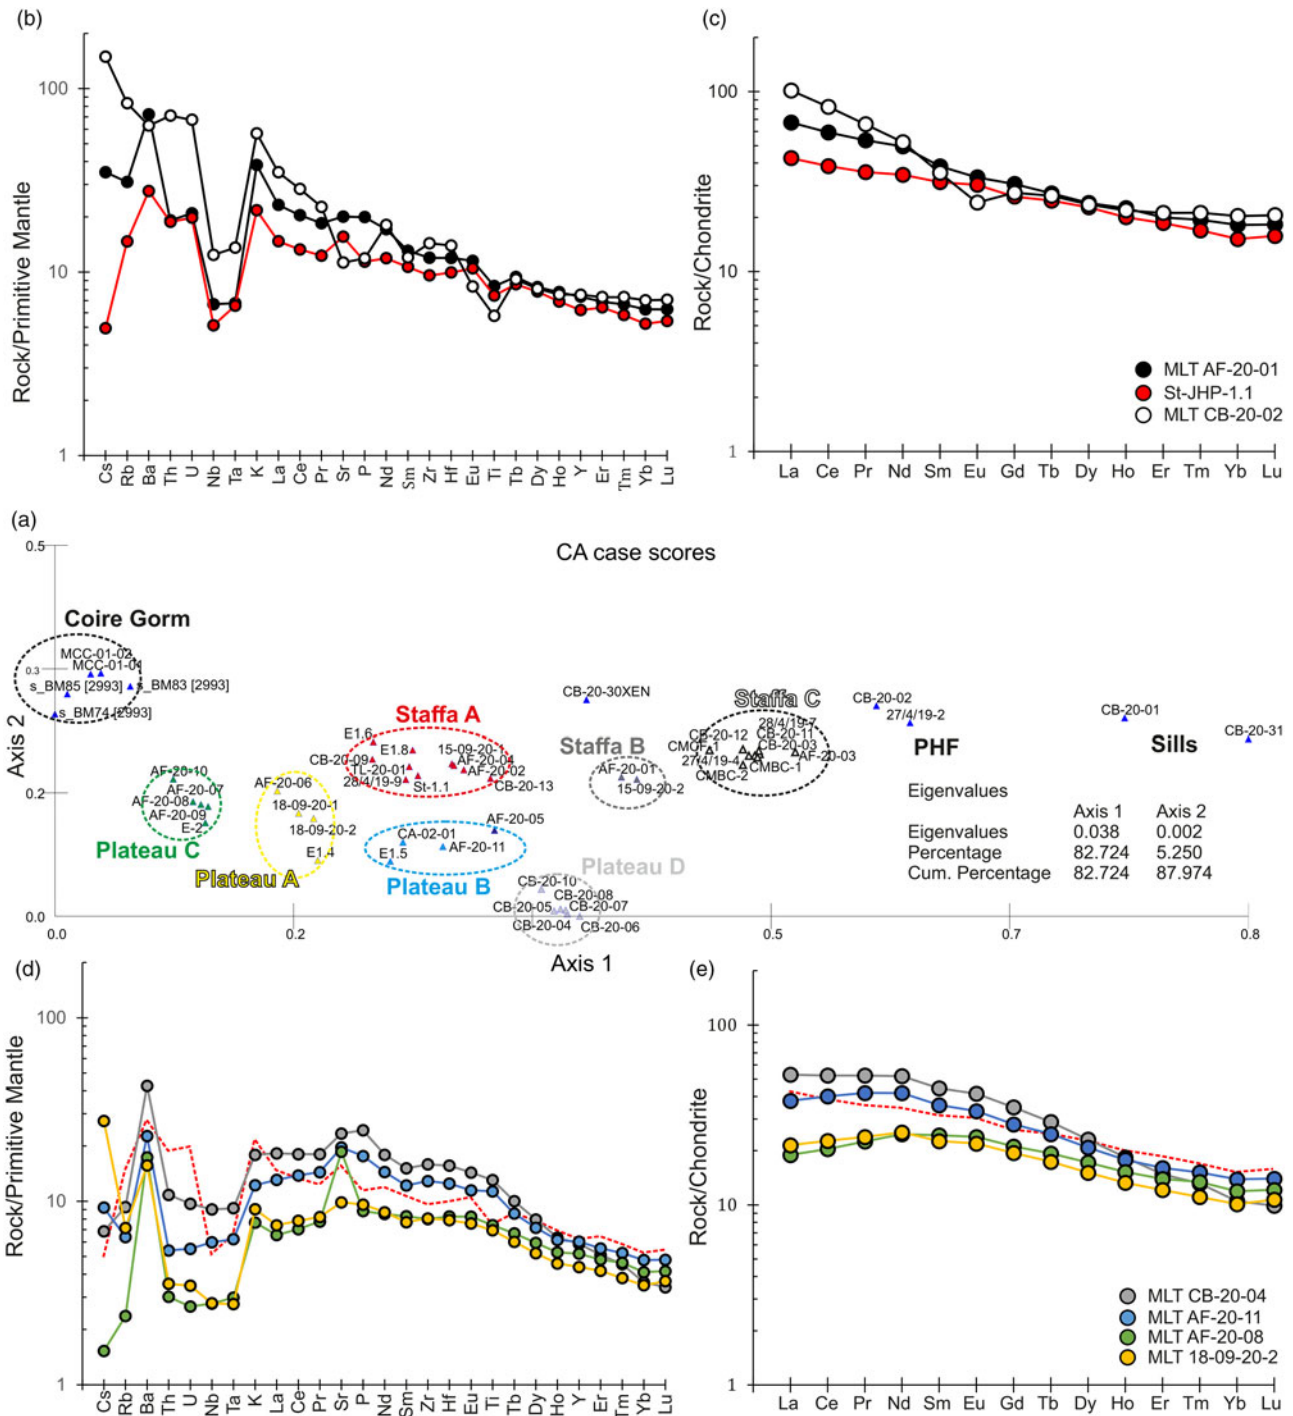 (b)
Rock/Primitive Mantle
100
10
1
Cs Rb Ba Th U Nb Ta K La Ce Pr Sr P Nd Sm Zr Hf Eu Ti Tb Dy Ho Y Er Tm Yb Lu
(c)
Rock/Chondrite
100
10
1
MLT AF-20-01
St-JHP-1.1
MLT CB-20-02
La Ce Pr Nd Sm Eu Gd Tb Dy Ho Er Tm Yb Lu
(a)
CA case scores
0.5
0.3
0.2
0.0
Axis 2
Coire Gorm
MCC-01-02
MCC-01-01
s_BM85 [2993]
s_BM83 [2993]
s_BM74 [2993]
Staffa A
E1.6
E1.8
15-09-20-1
CB-20-09
AF-20-04
TL-20-01
AF-20-02
28/4/19-9
St-1.1
CB-20-13
CB-20-30XEN
Staffa B
AF-20-01
15-09-20-2
Staffa C
28/4/19-7
CB-20-12
CB-20-11
CMGF-1
CB-20-03
27/4/19-4
AF-20-03
CMBC-2
CMBC-1
CB-20-02
27/4/19-2
PHF
CB-20-01
Sills
CB-20-31
AF-20-10
AF-20-07
AF-20-08
AF-20-09
E-2
Plateau C
AF-20-06
18-09-20-1
18-09-20-2
E1.4
Plateau A
AF-20-05
CA-02-01
AF-20-11
E1.5
Plateau B
Plateau D
CB-20-10
CB-20-08
CB-20-05
CB-20-07
CB-20-04
CB-20-06
Eigenvalues
Axis 1 Axis 2
Eigenvalues 0.038 0.002
Percentage 82.724 5.250
Cum. Percentage 82.724 87.974
0.0 0.2 0.5 0.7 0.8
Axis 1
(d)
Rock/Primitive Mantle
100
10
1
Cs Rb Ba Th U Nb Ta K La Ce Pr Sr P Nd Sm Zr Hf Eu Ti Tb Dy Ho Y Er Tm Yb Lu
(e)
Rock/Chondrite
100
10
1
MLT CB-20-04
MLT AF-20-11
MLT AF-20-08
MLT 18-09-20-2
La Ce Pr Nd Sm Eu Gd Tb Dy Ho Er Tm Yb Lu